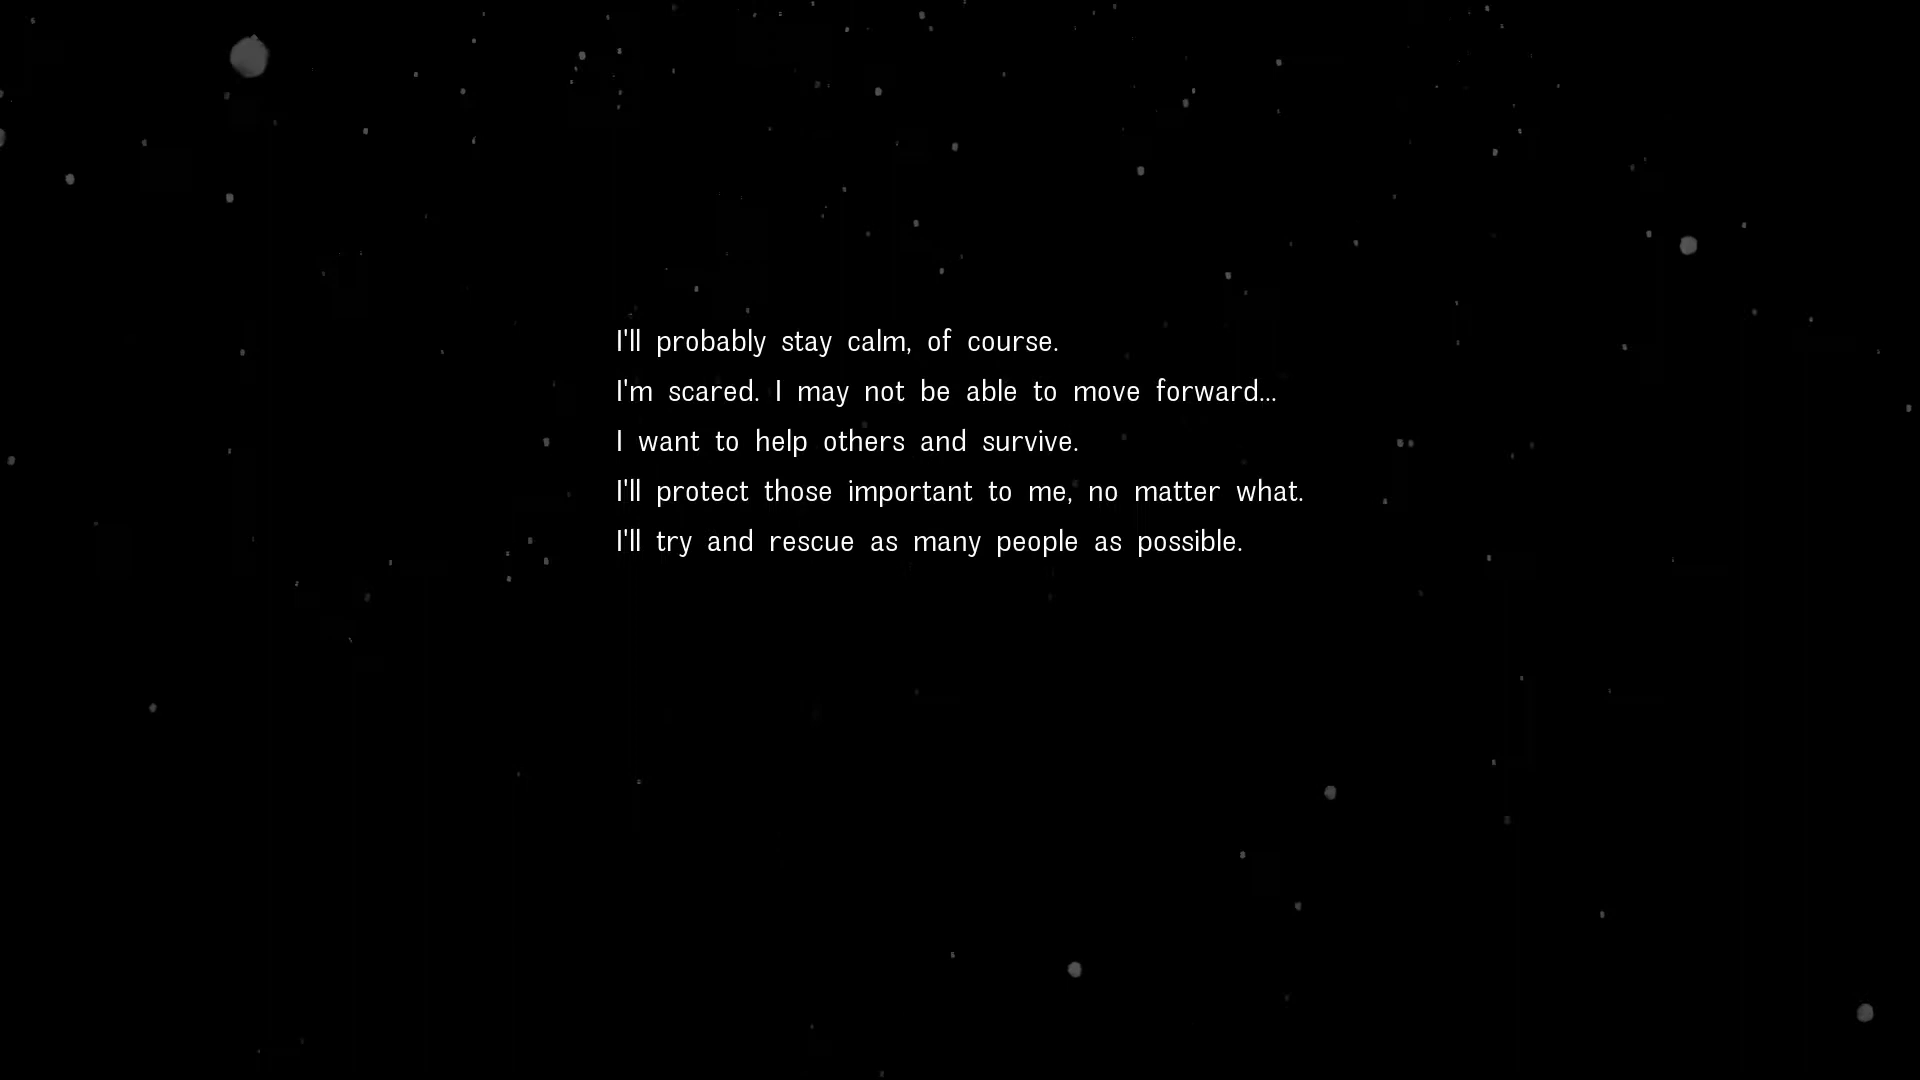 I'll probably stay calm, of course.
I'm scared. I may not be able to move forward...
I want to help others and survive.
I'll protect those important to me, no matter what.
I'll try and rescue as many people as possible.